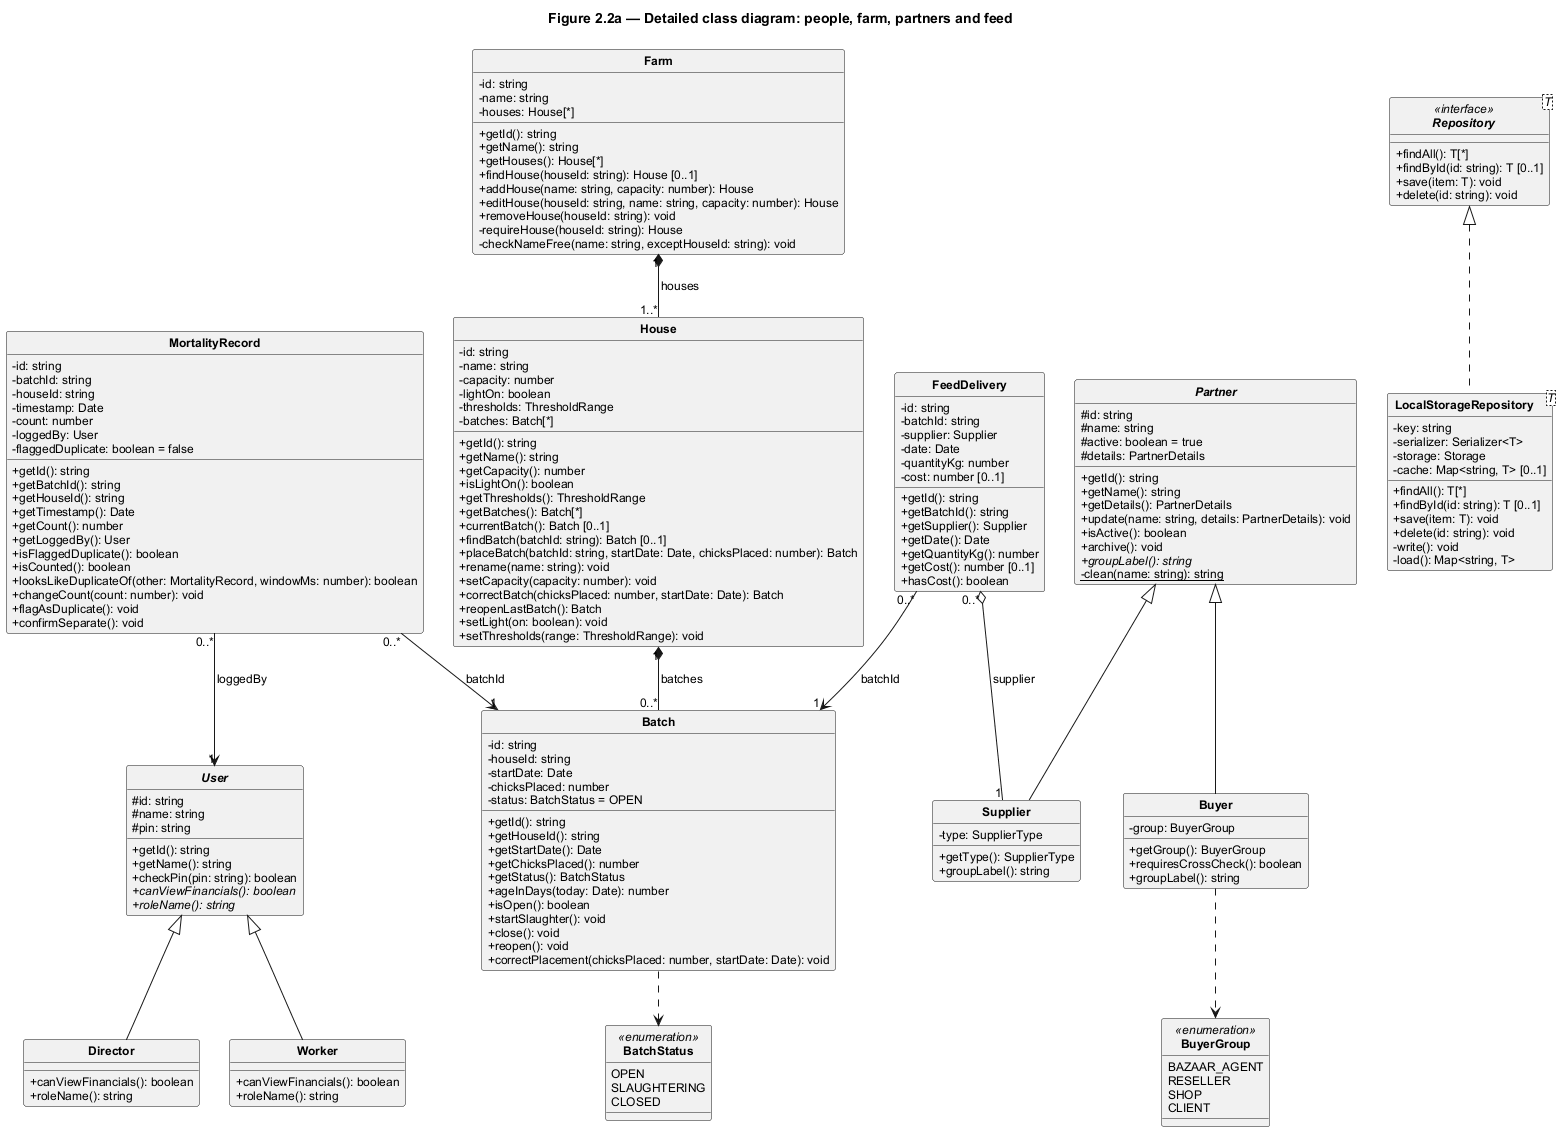 Figure 2.2a — Detailed class diagram: people, farm, partners and feed
Farm
-id: string
-name: string
-houses: House[*]
+getId(): string
+getName(): string
+getHouses(): House[*]
+findHouse(houseId: string): House [0..1]
+addHouse(name: string, capacity: number): House
+editHouse(houseId: string, name: string, capacity: number): House
+removeHouse(houseId: string): void
-requireHouse(houseId: string): House
-checkNameFree(name: string, exceptHouseId: string): void
houses
1..*
T
«interface»
Repository
+findAll(): T[*]
+findById(id: string): T [0..1]
+save(item: T): void
+delete(id: string): void
MortalityRecord
-id: string
-batchId: string
-houseId: string
-timestamp: Date
-count: number
-loggedBy: User
-flaggedDuplicate: boolean = false
+getId(): string
+getBatchId(): string
+getHouseId(): string
+getTimestamp(): Date
+getCount(): number
+getLoggedBy(): User
+isFlaggedDuplicate(): boolean
+isCounted(): boolean
+looksLikeDuplicateOf(other: MortalityRecord, windowMs: number): boolean
+changeCount(count: number): void
+flagAsDuplicate(): void
+confirmSeparate(): void
House
-id: string
-name: string
-capacity: number
-lightOn: boolean
-thresholds: ThresholdRange
-batches: Batch[*]
+getId(): string
+getName(): string
+getCapacity(): number
+isLightOn(): boolean
+getThresholds(): ThresholdRange
+getBatches(): Batch[*]
+currentBatch(): Batch [0..1]
+findBatch(batchId: string): Batch [0..1]
+placeBatch(batchId: string, startDate: Date, chicksPlaced: number): Batch
+rename(name: string): void
+setCapacity(capacity: number): void
+correctBatch(chicksPlaced: number, startDate: Date): Batch
+reopenLastBatch(): Batch
+setLight(on: boolean): void
+setThresholds(range: ThresholdRange): void
FeedDelivery
-id: string
-batchId: string
-supplier: Supplier
-date: Date
-quantityKg: number
-cost: number [0..1]
+getId(): string
+getBatchId(): string
+getSupplier(): Supplier
+getDate(): Date
+getQuantityKg(): number
+getCost(): number [0..1]
+hasCost(): boolean
Partner
#id: string
#name: string
#active: boolean = true
#details: PartnerDetails
+getId(): string
+getName(): string
+getDetails(): PartnerDetails
+update(name: string, details: PartnerDetails): void
+isActive(): boolean
+archive(): void
+groupLabel(): string
-clean(name: string): string
T
LocalStorageRepository
-key: string
-serializer: Serializer<T>
-storage: Storage
-cache: Map<string, T> [0..1]
+findAll(): T[*]
+findById(id: string): T [0..1]
+save(item: T): void
+delete(id: string): void
-write(): void
-load(): Map<string, T>
0..*
0..*
0..*
0..*
loggedBy
batchId
batches
batchId
supplier
1
0..*
1
1
Batch
-id: string
-houseId: string
-startDate: Date
-chicksPlaced: number
-status: BatchStatus = OPEN
+getId(): string
+getHouseId(): string
+getStartDate(): Date
+getChicksPlaced(): number
+getStatus(): BatchStatus
+ageInDays(today: Date): number
+isOpen(): boolean
+startSlaughter(): void
+close(): void
+reopen(): void
+correctPlacement(chicksPlaced: number, startDate: Date): void
User
#id: string
#name: string
#pin: string
+getId(): string
+getName(): string
+checkPin(pin: string): boolean
+canViewFinancials(): boolean
+roleName(): string
Supplier
-type: SupplierType
+getType(): SupplierType
+groupLabel(): string
Buyer
-group: BuyerGroup
+getGroup(): BuyerGroup
+requiresCrossCheck(): boolean
+groupLabel(): string
Director
+canViewFinancials(): boolean
+roleName(): string
Worker
+canViewFinancials(): boolean
+roleName(): string
«enumeration»
BatchStatus
OPEN
SLAUGHTERING
CLOSED
«enumeration»
BuyerGroup
BAZAAR_AGENT
RESELLER
SHOP
CLIENT